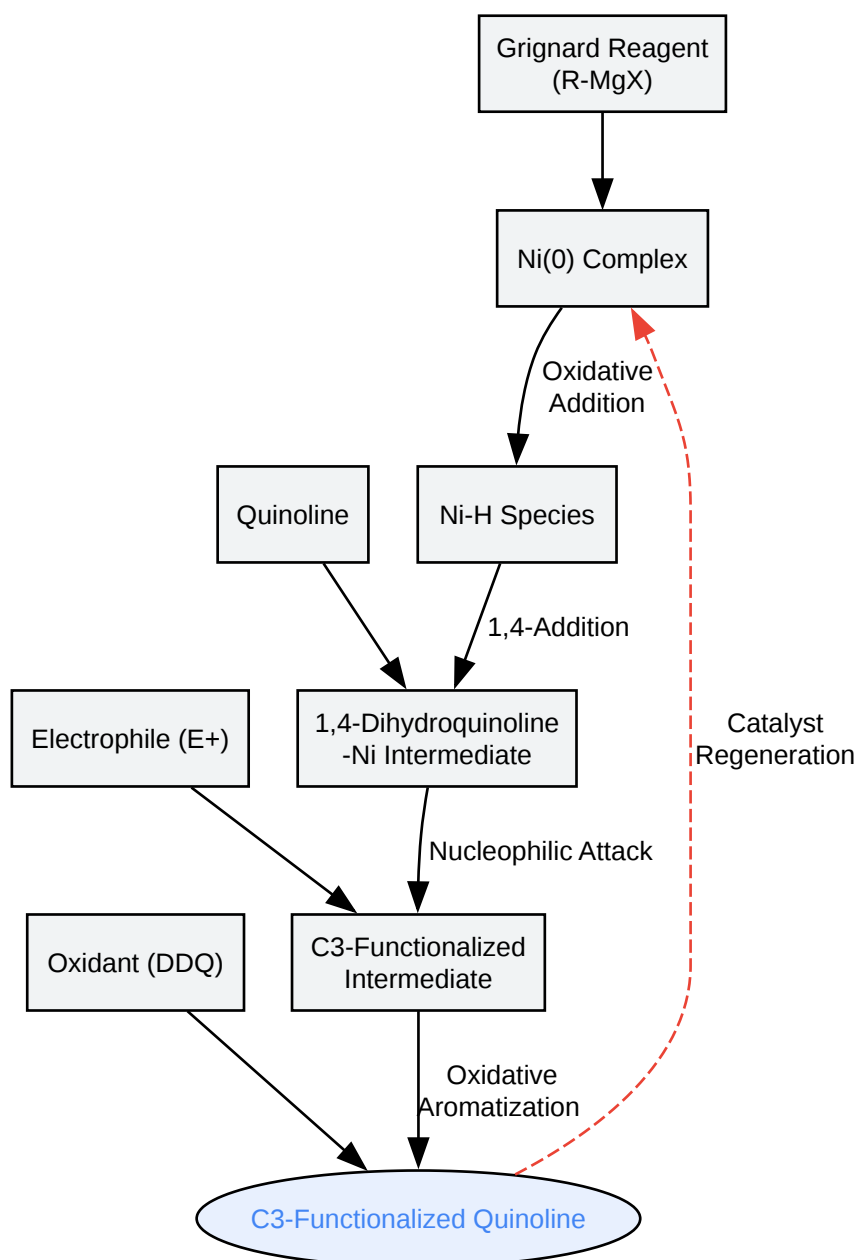 Grignard Reagent
(R-MgX)
Ni(0) Complex
Oxidative
Addition
Quinoline
Ni-H Species
1,4-Addition
Electrophile (E+)
1,4-Dihydroquinoline
-Ni Intermediate
Catalyst
Regeneration
Nucleophilic Attack
Oxidant (DDQ)
C3-Functionalized
Intermediate
Oxidative
Aromatization
C3-Functionalized Quinoline